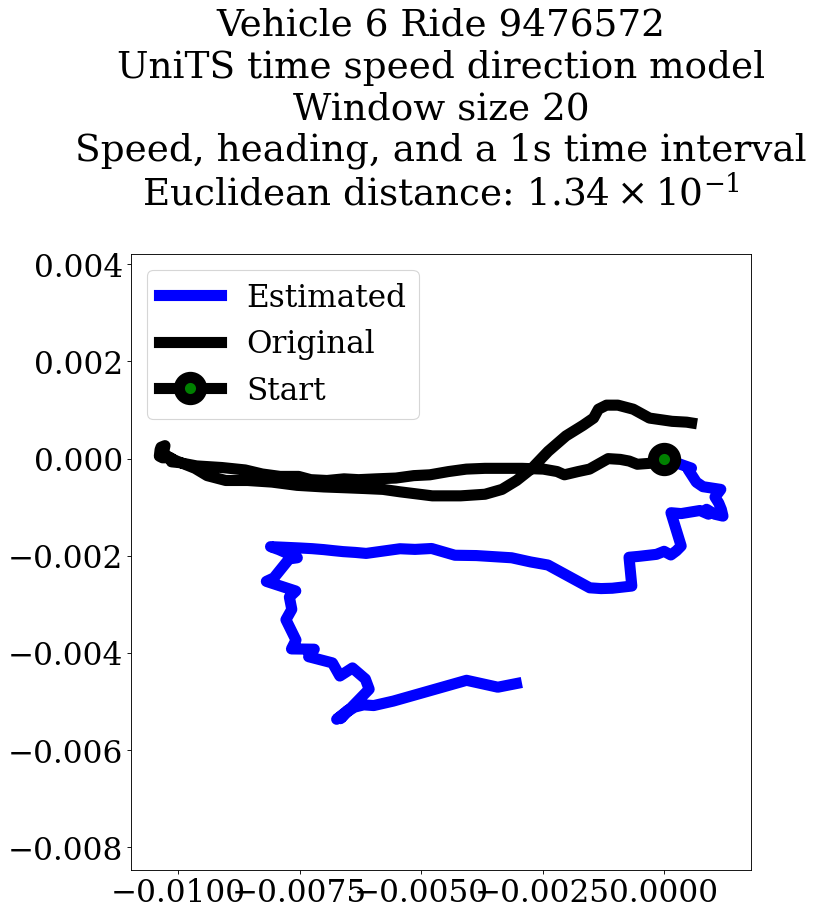 Vehicle 6 Ride 9476572
UniTS time speed direction model
Window size 20
Speed, heading, and a 1s time interval
Euclidean distance: 1.34 × 10⁻¹
Estimated
Original
Start
0.004
0.002
0.000
−0.002
−0.004
−0.006
−0.008
−0.0100 −0.0075 −0.0050 −0.0025 0.0000